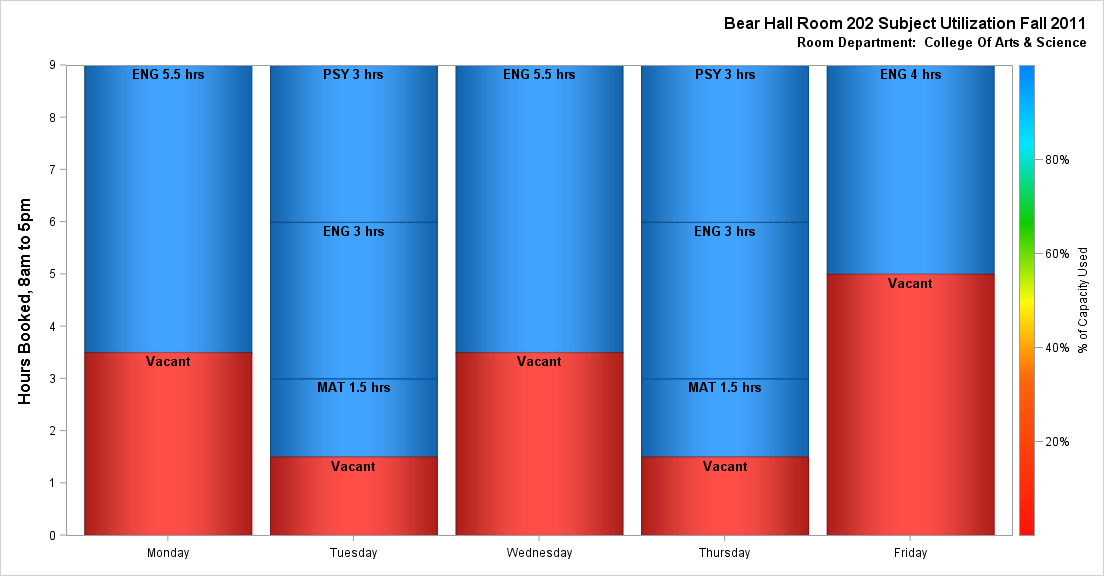 Bear Hall Room 202 Subject Utilization Fall 2011
Room Department:  College Of Arts & Science
Hours Booked, 8am to 5pm
9
8
7
6
5
4
3
2
1
0
ENG 5.5 hrs
Vacant
PSY 3 hrs
ENG 3 hrs
MAT 1.5 hrs
Vacant
ENG 5.5 hrs
Vacant
PSY 3 hrs
ENG 3 hrs
MAT 1.5 hrs
Vacant
ENG 4 hrs
Vacant
Monday
Tuesday
Wednesday
Thursday
Friday
80%
60%
40%
20%
% of Capacity Used